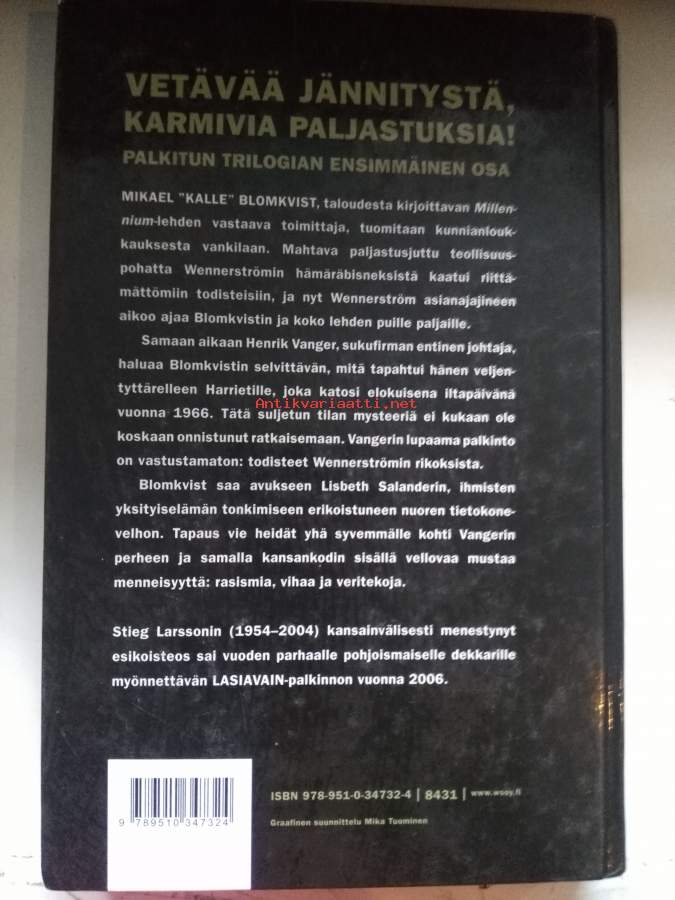 VETÄVÄÄ JÄNNITYSTÄ,
KARMIVIA PALJASTUKSIA!
PALKITUN TRILOGIAN ENSIMMÄINEN OSA
MIKAEL "KALLE" BLOMKVIST, taloudesta kirjoittavan Millen-
nium-lehden vastaava toimittaja, tuomitaan kunnianlouk-
kauksesta vankilaan. Mahtava paljastusjuttu teollisuus-
pohatta Wennerströmin hämäräbisneksistä kaatui riittä-
mättömiin todisteisiin, ja nyt Wennerström asianajajineen
aikoo ajaa Blomkvistin ja koko lehden puille paljaille.
Samaan aikaan Henrik Vanger, sukufirman entinen johtaja,
haluaa Blomkvistin selvittävän, mitä tapahtui hänen veljen-
tyttärelleen Harrietille, joka katosi elokuisena iltapäivänä
Antikvariaatti.net
vuonna 1966. Tätä suljetun tilan mysteeriä ei kukaan ole
koskaan onnistunut ratkaisemaan. Vangerin lupaama palkinto
on vastustamaton: todisteet Wennerströmin rikoksista.
Blomkvist saa avukseen Lisbeth Salanderin, ihmisten
yksityiselämän tonkimiseen erikoistuneen nuoren tietokone-
velhon. Tapaus vie heidät yhä syvemmälle kohti Vangerin
perheen ja samalla kansankodin sisällä vellovaa mustaa
menneisyyttä: rasismia, vihaa ja veritekoja.
Stieg Larssonin (1954–2004) kansainvälisesti menestynyt
esikoisteos sai vuoden parhaalle pohjoismaiselle dekkarille
myönnettävän LASIAVAIN-palkinnon vuonna 2006.
ISBN 978-951-0-34732-4 | 8431 | www.wsoy.fi
Graafinen suunnittelu Mika Tuominen
9 789510 347324